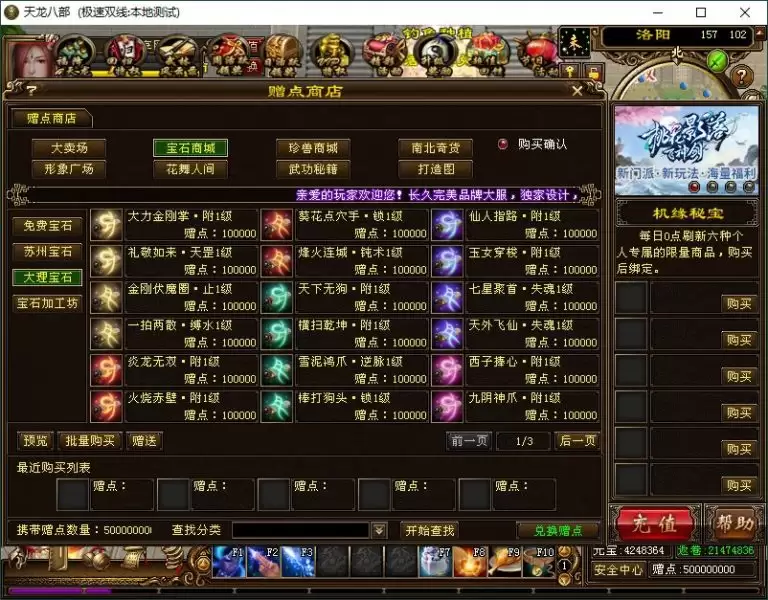 天龙八部 (极速双线:本地测试)
洛阳 157 102
北
赠点商店
赠点商店
大卖场 宝石商城 珍兽商城 南北奇货 购买确认
形象广场 花舞人间 武功秘籍 打造图
亲爱的玩家欢迎您！长久完美品牌大服，独家设计，
免费宝石
苏州宝石
大理宝石
宝石加工坊
大力金刚掌·附1级 葵花点穴手·锁1级 仙人指路·附1级
赠点：100000 赠点：100000 赠点：100000
礼敬如来·天罡1级 烽火连城·钝术1级 玉女穿梭·附1级
赠点：100000 赠点：100000 赠点：100000
金刚伏魔圈·止1级 天下无狗·附1级 七星聚首·失魂1级
赠点：100000 赠点：100000 赠点：100000
一拍两散·缚水1级 横扫乾坤·附1级 天外飞仙·失魂1级
赠点：100000 赠点：100000 赠点：100000
炎龙无双·附1级 雪泥鸿爪·逆脉1级 西子捧心·附1级
赠点：100000 赠点：100000 赠点：100000
火烧赤壁·附1级 棒打狗头·锁1级 九阴神爪·附1级
赠点：100000 赠点：100000 赠点：100000
预览 批量购买 赠送 前一页 1/3 后一页
最近购买列表
赠点： 赠点： 赠点： 赠点： 赠点：
携带赠点数量：50000000 查找分类 开始查找 兑换赠点
桃花影落
新门派·新玩法·海量福利
机缘秘宝
每日0点刷新六种个
人专属的限量商品，购买
后绑定。
购买
购买
购买
购买
购买
购买
充值 帮助
元宝:4248364 返卷:21474836
安全中心 赠点:500000000
F1 F2 F3 F7 F8 F9 F10
1